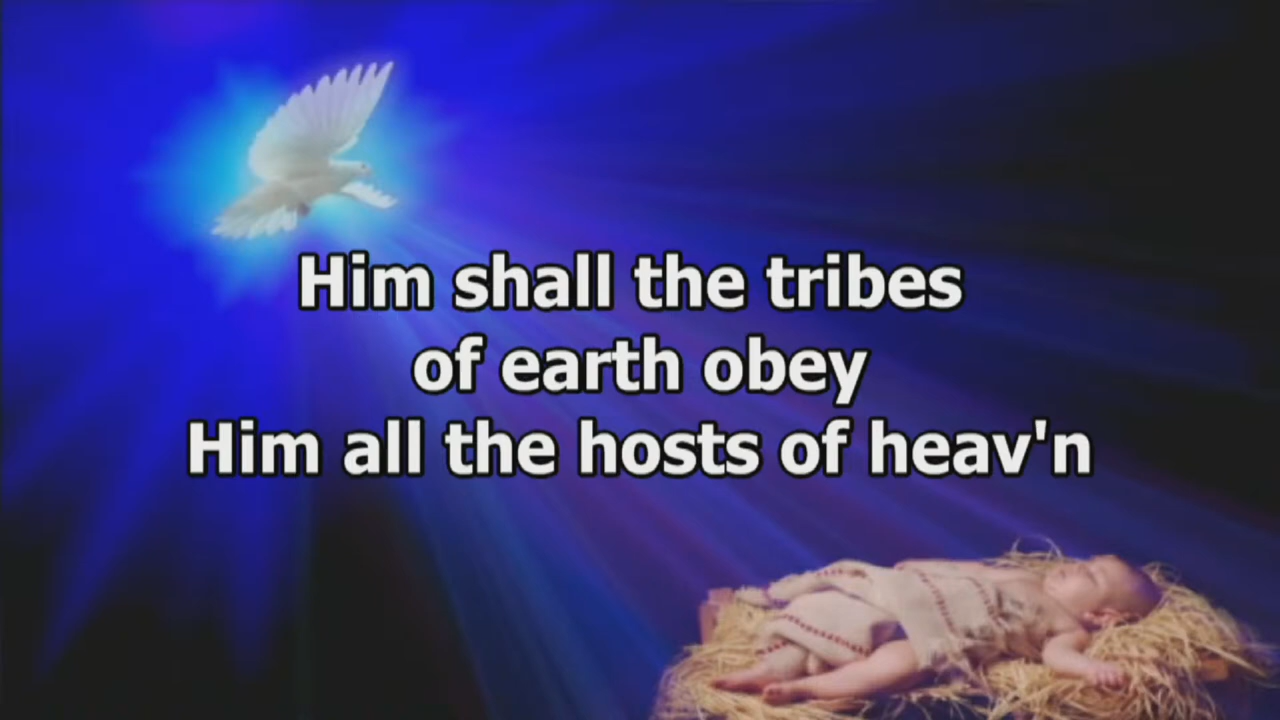 Him shall the tribes
of earth obey
Him all the hosts of heav'n